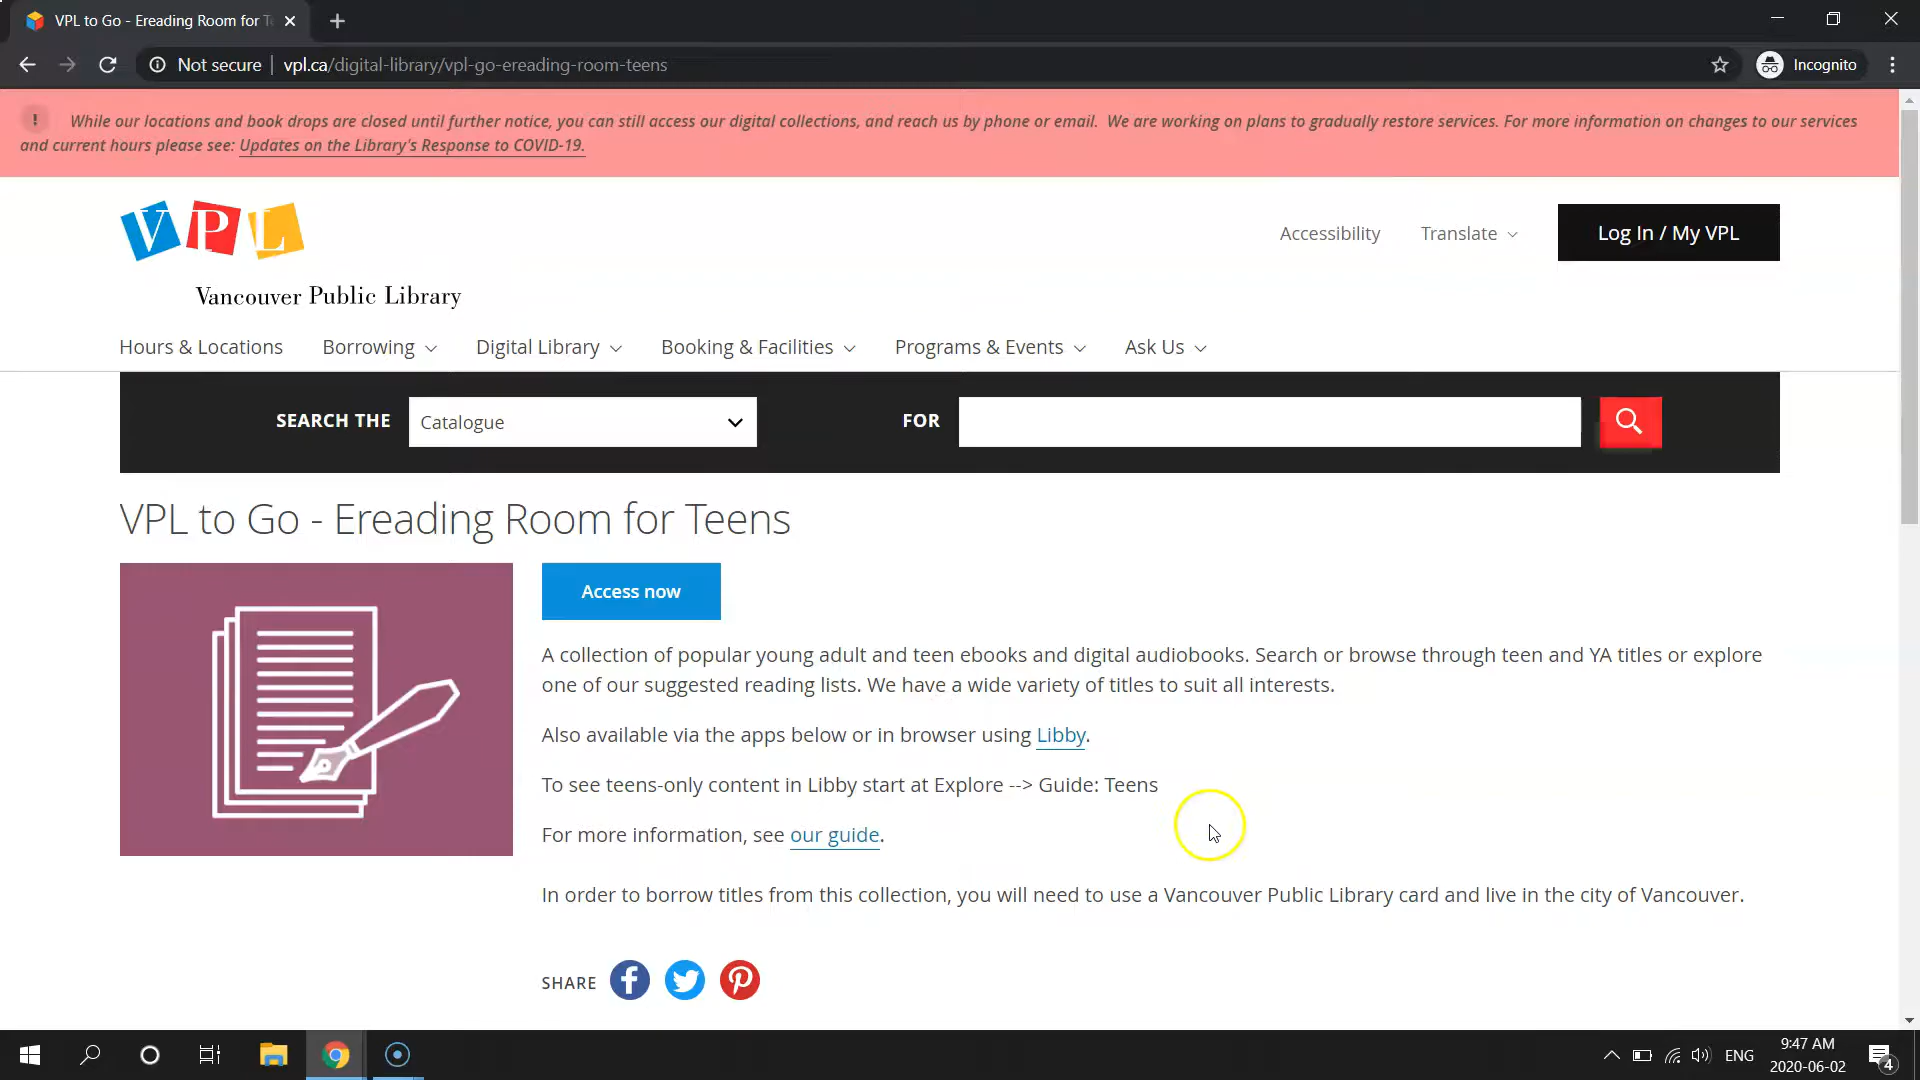 VPL to Go - Ereading Room for T
Not secure
vpl.ca/digital-library/vpl-go-ereading-room-teens
Incognito
! While our locations and book drops are closed until further notice, you can still access our digital collections, and reach us by phone or email. We are working on plans to gradually restore services. For more information on changes to our services
and current hours please see: Updates on the Library's Response to COVID-19.
VPL
Vancouver Public Library
Accessibility
Translate
Log In / My VPL
Hours & Locations
Borrowing
Digital Library
Booking & Facilities
Programs & Events
Ask Us
SEARCH THE
Catalogue
FOR
VPL to Go - Ereading Room for Teens
Access now
A collection of popular young adult and teen ebooks and digital audiobooks. Search or browse through teen and YA titles or explore
one of our suggested reading lists. We have a wide variety of titles to suit all interests.
Also available via the apps below or in browser using Libby.
To see teens-only content in Libby start at Explore --> Guide: Teens
For more information, see our guide.
In order to borrow titles from this collection, you will need to use a Vancouver Public Library card and live in the city of Vancouver.
SHARE
ENG
9:47 AM
2020-06-02
4